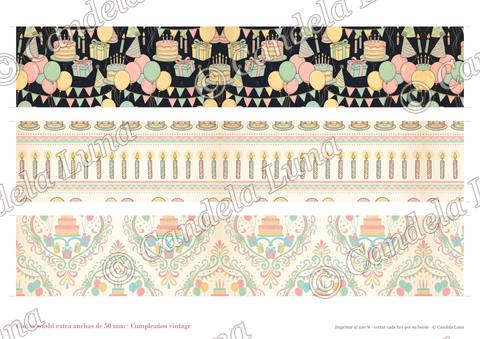 © Candela Luna
© Candela Luna
© Candela Luna
© Candela Luna
washi extra anchas de 50 mm · Cumpleaños vintage
Imprimir al 100 % · cortar cada tira por su borde · © Candela Luna